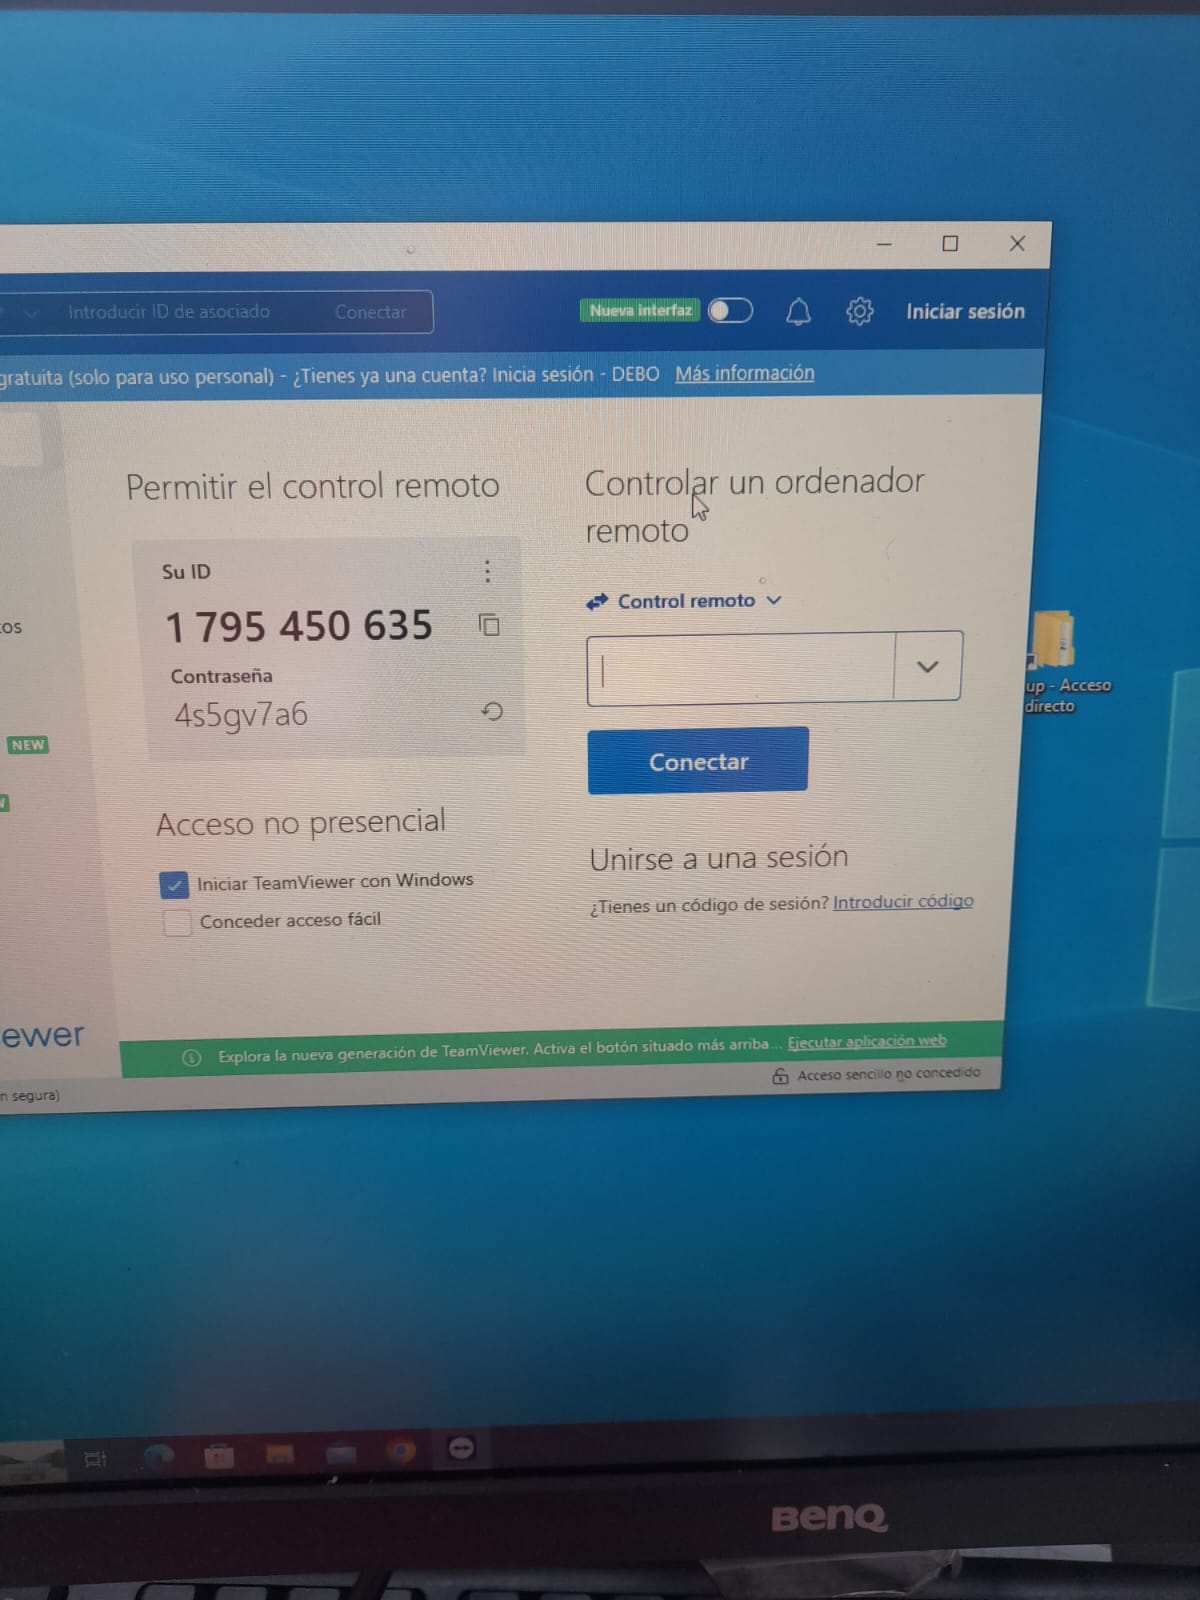 Introducir ID de asociado
Conectar
Nueva interfaz
Iniciar sesión
gratuita (solo para uso personal) - ¿Tienes ya una cuenta? Inicia sesión - DEBO Más información
Permitir el control remoto
Su ID
1 795 450 635
Contraseña
4s5gv7a6
Acceso no presencial
Iniciar TeamViewer con Windows
Conceder acceso fácil
Controlar un ordenador
remoto
Control remoto
Conectar
Unirse a una sesión
¿Tienes un código de sesión? Introducir código
NEW
ewer
Explora la nueva generación de TeamViewer. Activa el botón situado más arriba... Ejecutar aplicación web
Acceso sencillo no concedido
n segura)
up - Acceso
directo
BenQ